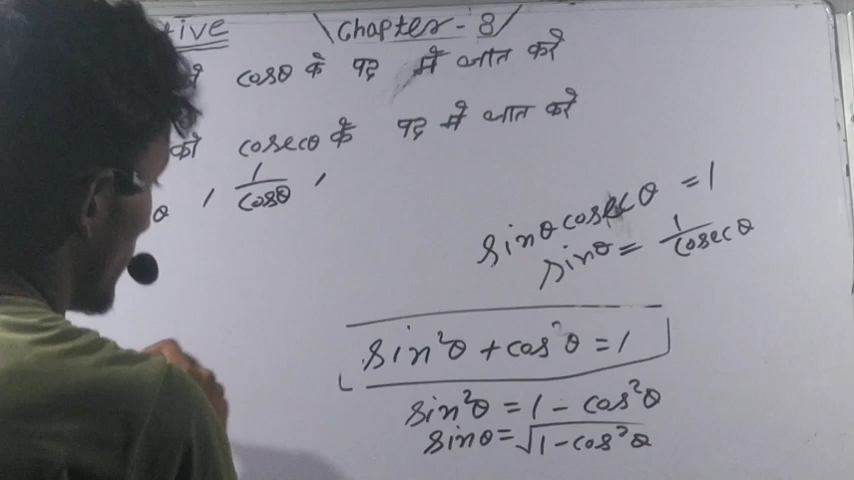 tive Chapter - 8
cosθ के पद में ज्ञात करे
को cosecθ के पद में ज्ञात करे
θ , 1/cosθ ,
sinθ cosecθ = 1
sinθ = 1/cosecθ
sin²θ + cos²θ = 1
sin²θ = 1 - cos²θ
sinθ = √1 - cos²θ